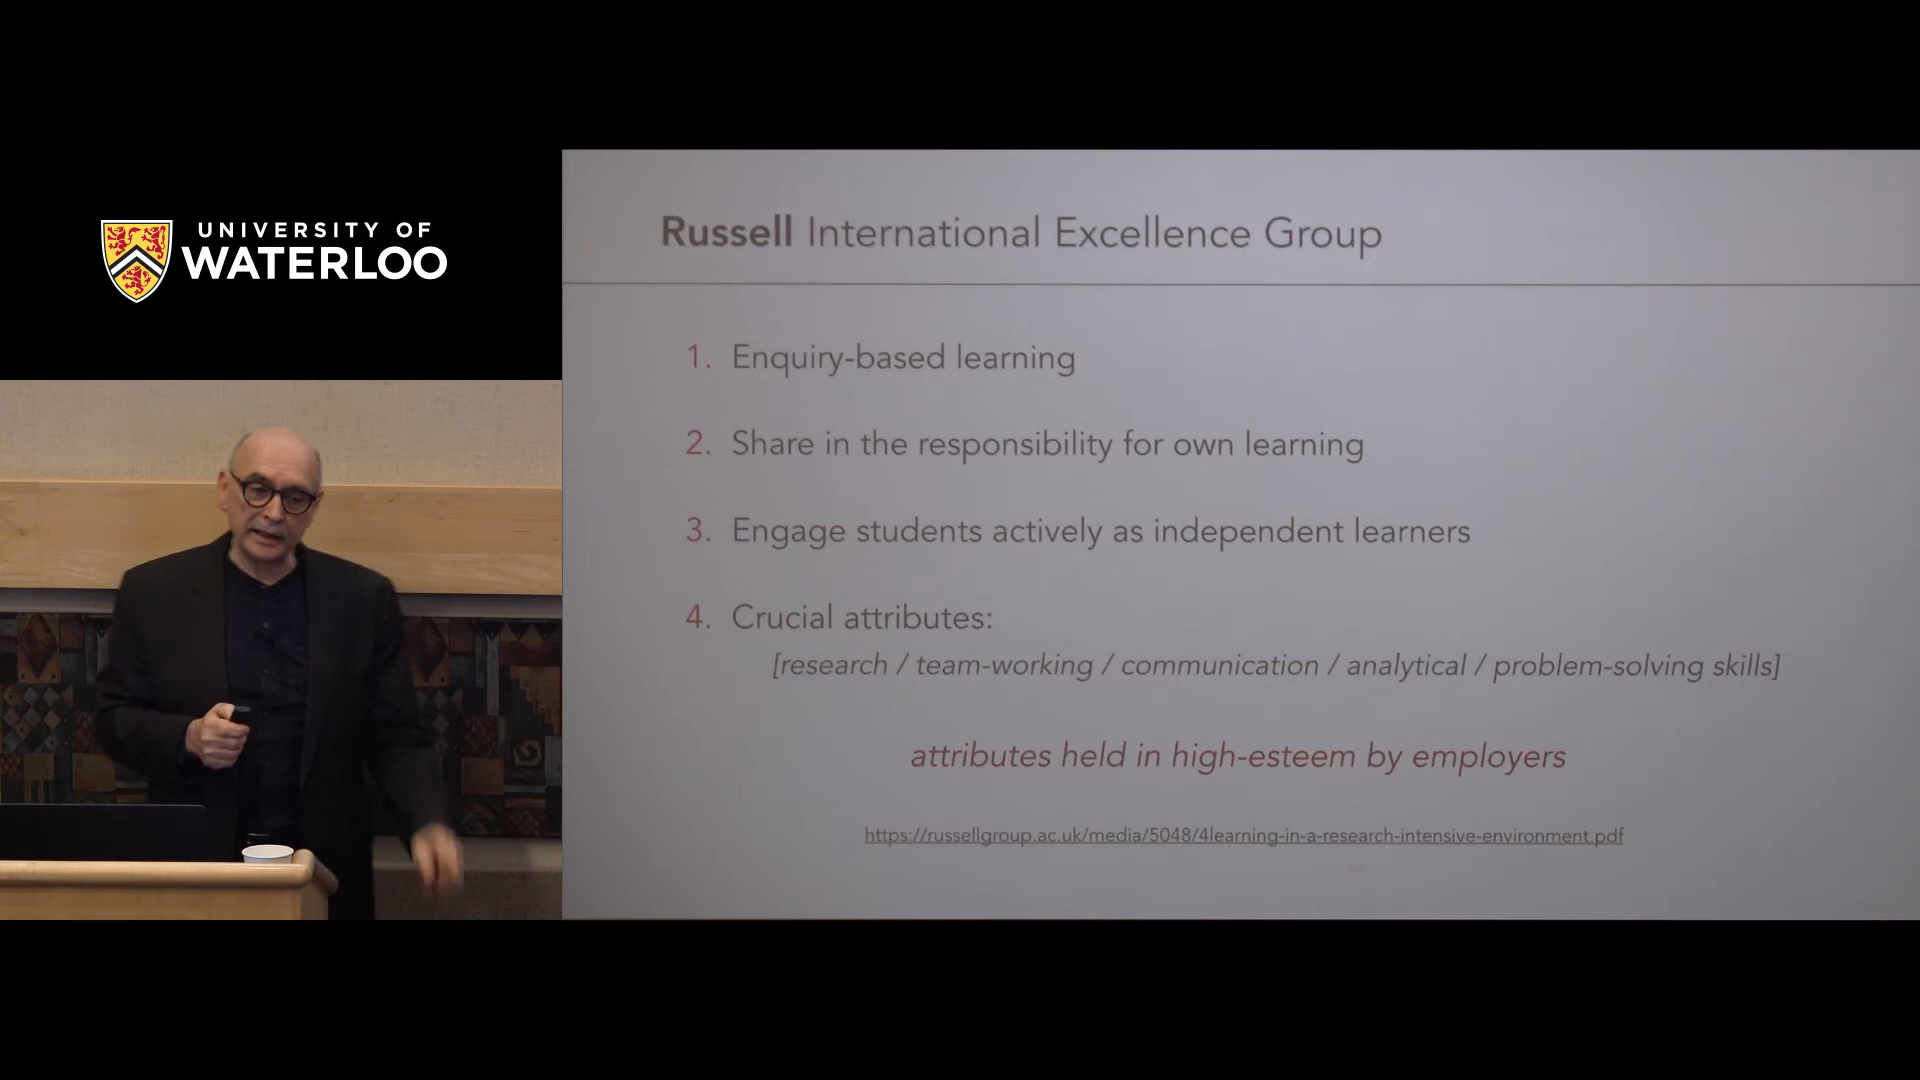 UNIVERSITY OF
WATERLOO
Russell International Excellence Group
1. Enquiry-based learning
2. Share in the responsibility for own learning
3. Engage students actively as independent learners
4. Crucial attributes:
[research / team-working / communication / analytical / problem-solving skills]
attributes held in high-esteem by employers
https://russellgroup.ac.uk/media/5048/4learning-in-a-research-intensive-environment.pdf